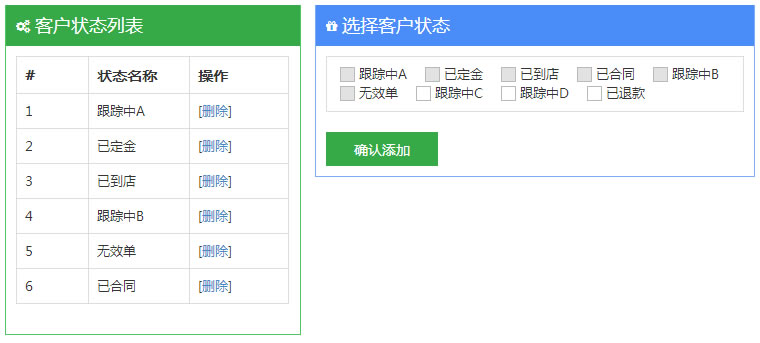 客户状态列表
# 状态名称 操作
1 跟踪中A [删除]
2 已定金 [删除]
3 已到店 [删除]
4 跟踪中B [删除]
5 无效单 [删除]
6 已合同 [删除]
选择客户状态
跟踪中A 已定金 已到店 已合同 跟踪中B
无效单 跟踪中C 跟踪中D 已退款
确认添加